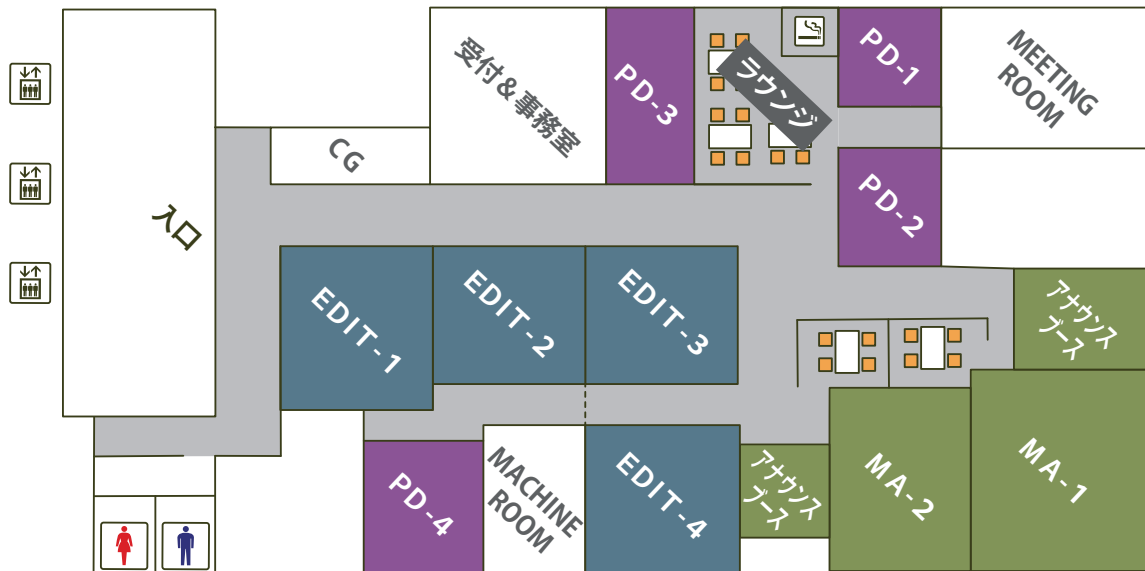 受付&事務室
PD-3
ラウンジ
PD-1
MEETING
ROOM
CG
PD-2
入口
EDIT-1
EDIT-2
EDIT-3
アナウンス
ブース
PD-4
MACHINE
ROOM
EDIT-4
アナウンス
ブース
MA-2
MA-1